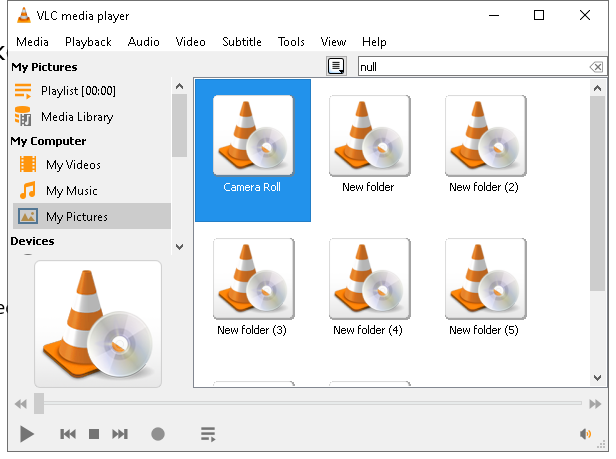 VLC media player
Media Playback Audio Video Subtitle Tools View Help
My Pictures
null
Playlist [00:00]
Media Library
My Computer
My Videos
My Music
My Pictures
Devices
Camera Roll
New folder
New folder (2)
New folder (3)
New folder (4)
New folder (5)